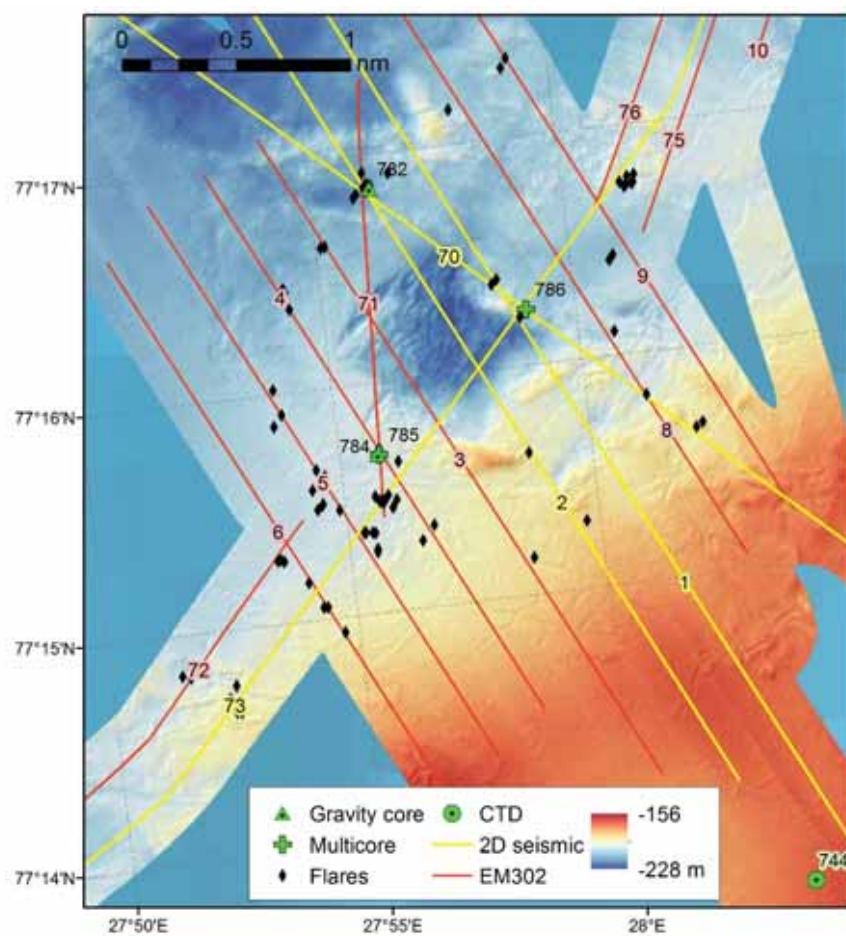 0 0.5 1
nm
10
76
75
782
77°17'N
70
9
786
4
71
77°16'N
784 785
8
3
5
2
6
1
77°15'N
72
73
Gravity core CTD -156
Multicore 2D seismic
Flares EM302 -228 m
744
77°14'N
27°50'E 27°55'E 28°E